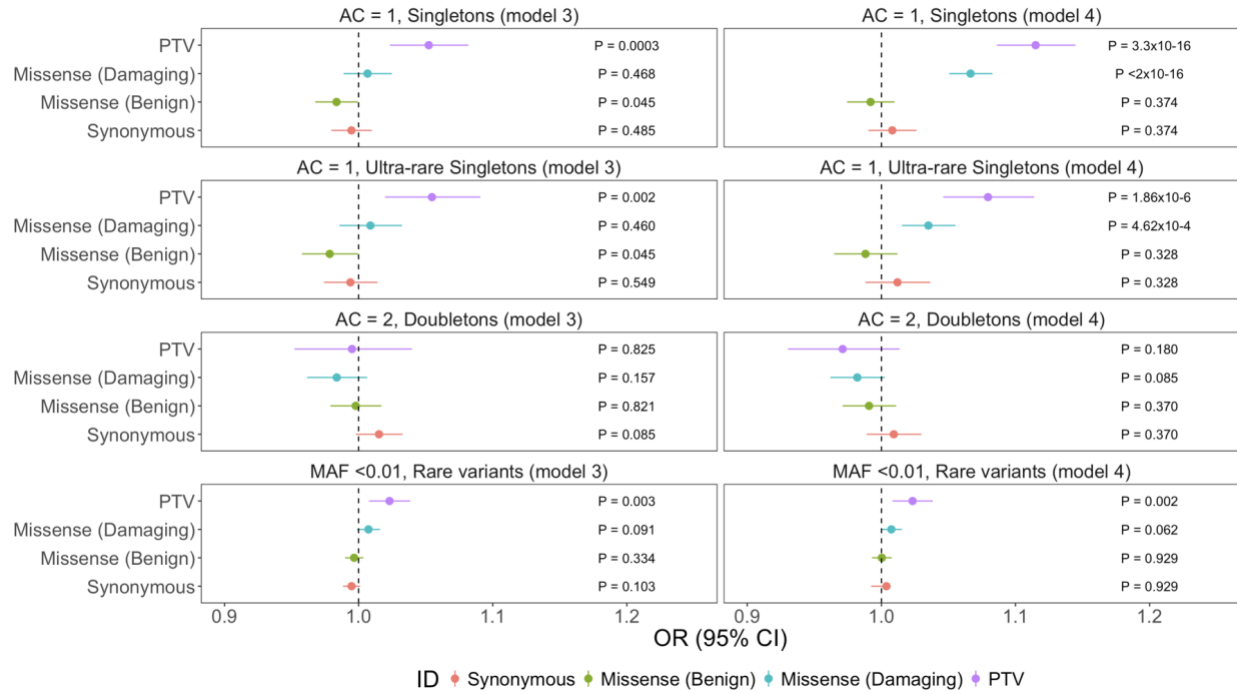 AC = 1, Singletons (model 3)
PTV
P = 0.0003
Missense (Damaging)
P = 0.468
Missense (Benign)
P = 0.045
Synonymous
P = 0.485
AC = 1, Singletons (model 4)
P = 3.3x10-16
P <2x10-16
P = 0.374
P = 0.374
AC = 1, Ultra-rare Singletons (model 3)
PTV
P = 0.002
Missense (Damaging)
P = 0.460
Missense (Benign)
P = 0.045
Synonymous
P = 0.549
AC = 1, Ultra-rare Singletons (model 4)
P = 1.86x10-6
P = 4.62x10-4
P = 0.328
P = 0.328
AC = 2, Doubletons (model 3)
PTV
P = 0.825
Missense (Damaging)
P = 0.157
Missense (Benign)
P = 0.821
Synonymous
P = 0.085
AC = 2, Doubletons (model 4)
P = 0.180
P = 0.085
P = 0.370
P = 0.370
MAF <0.01, Rare variants (model 3)
PTV
P = 0.003
Missense (Damaging)
P = 0.091
Missense (Benign)
P = 0.334
Synonymous
P = 0.103
MAF <0.01, Rare variants (model 4)
P = 0.002
P = 0.062
P = 0.929
P = 0.929
0.9 1.0 1.1 1.2
0.9 1.0 1.1 1.2
OR (95% CI)
ID Synonymous Missense (Benign) Missense (Damaging) PTV